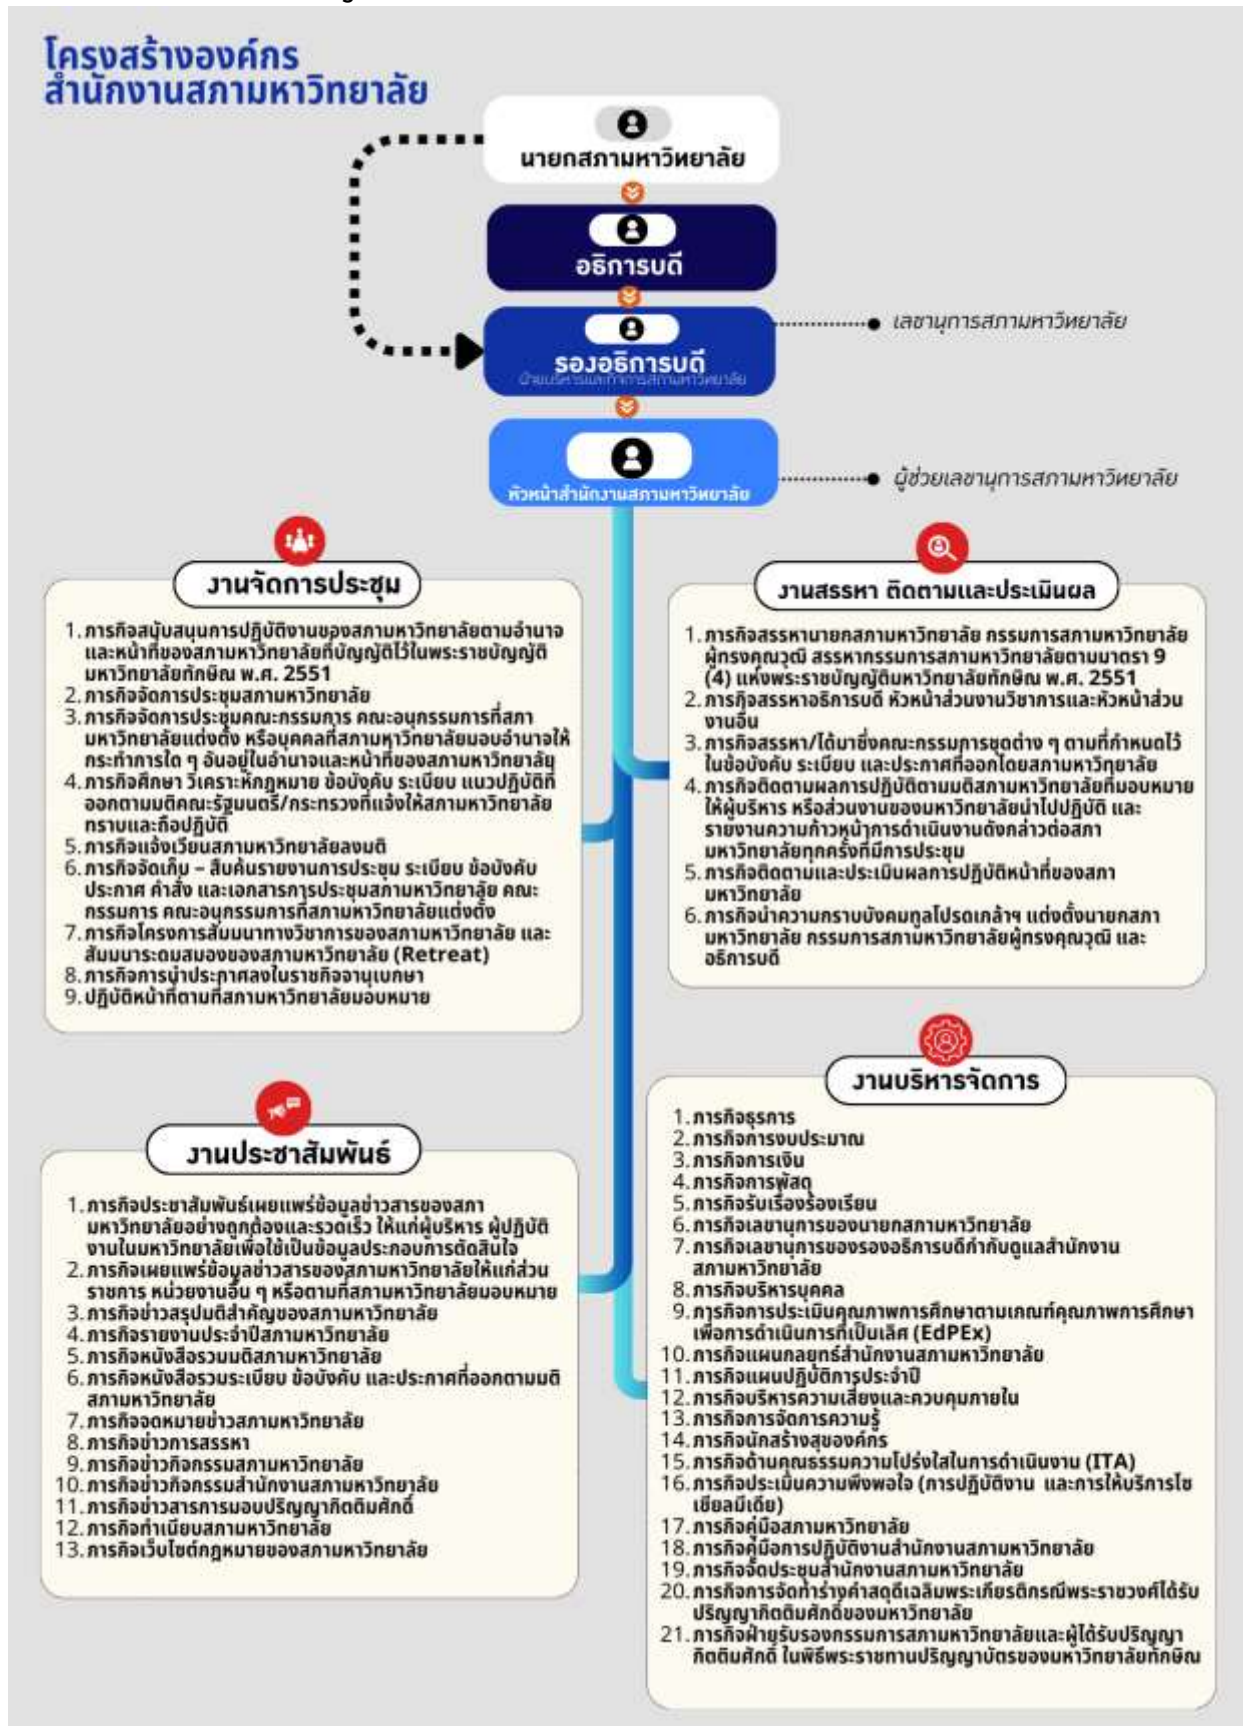 โครงสร้างองค์กร
สำนักงานสภามหาวิทยาลัย
นายกสภามหาวิทยาลัย
อธิการบดี
รองอธิการบดี
ฝ่ายบริหารและกิจการสภามหาวิทยาลัย
เลขานุการสภามหาวิทยาลัย
หัวหน้าสำนักงานสภามหาวิทยาลัย
ผู้ช่วยเลขานุการสภามหาวิทยาลัย
งานจัดการประชุม
1. ภารกิจสนับสนุนการปฏิบัติงานของสภามหาวิทยาลัยตามอำนาจ
และหน้าที่ของสภามหาวิทยาลัยที่บัญญัติไว้ในพระราชบัญญัติ
มหาวิทยาลัยทักษิณ พ.ศ. 2551
2. ภารกิจจัดการประชุมสภามหาวิทยาลัย
3. ภารกิจจัดการประชุมคณะกรรมการ คณะอนุกรรมการที่สภา
มหาวิทยาลัยแต่งตั้ง หรือบุคคลที่สภามหาวิทยาลัยมอบอำนาจให้
กระทำการใด ๆ อันอยู่ในอำนาจและหน้าที่ของสภามหาวิทยาลัย
4. ภารกิจศึกษา วิเคราะห์กฎหมาย ข้อบังคับ ระเบียบ แนวปฏิบัติที่
ออกตามมติคณะรัฐมนตรี/กระทรวงที่แจ้งให้สภามหาวิทยาลัย
ทราบและถือปฏิบัติ
5. ภารกิจแจ้งเวียนสภามหาวิทยาลัยลงมติ
6. ภารกิจจัดเก็บ – สืบค้นรายงานการประชุม ระเบียบ ข้อบังคับ
ประกาศ คำสั่ง และเอกสารการประชุมสภามหาวิทยาลัย คณะ
กรรมการ คณะอนุกรรมการที่สภามหาวิทยาลัยแต่งตั้ง
7. ภารกิจโครงการสัมมนาทางวิชาการของสภามหาวิทยาลัย และ
สัมมนาระดมสมองของสภามหาวิทยาลัย (Retreat)
8. ภารกิจการนำประกาศลงในราชกิจจานุเบกษา
9. ปฏิบัติหน้าที่ตามที่สภามหาวิทยาลัยมอบหมาย
งานสรรหา ติดตามและประเมินผล
1. ภารกิจสรรหานายกสภามหาวิทยาลัย กรรมการสภามหาวิทยาลัย
ผู้ทรงคุณวุฒิ สรรหากรรมการสภามหาวิทยาลัยตามมาตรา 9
(4) แห่งพระราชบัญญัติมหาวิทยาลัยทักษิณ พ.ศ. 2551
2. ภารกิจสรรหาอธิการบดี หัวหน้าส่วนงานวิชาการและหัวหน้าส่วน
งานอื่น
3. ภารกิจสรรหา/ได้มาซึ่งคณะกรรมการชุดต่าง ๆ ตามที่กำหนดไว้
ในข้อบังคับ ระเบียบ และประกาศที่ออกโดยสภามหาวิทยาลัย
4. ภารกิจติดตามผลการปฏิบัติตามมติสภามหาวิทยาลัยที่มอบหมาย
ให้ผู้บริหาร หรือส่วนงานของมหาวิทยาลัยนำไปปฏิบัติ และ
รายงานความก้าวหน้าการดำเนินงานดังกล่าวต่อสภา
มหาวิทยาลัยทุกครั้งที่มีการประชุม
5. ภารกิจติดตามและประเมินผลการปฏิบัติหน้าที่ของสภา
มหาวิทยาลัย
6. ภารกิจนำความกราบบังคมทูลโปรดเกล้าฯ แต่งตั้งนายกสภา
มหาวิทยาลัย กรรมการสภามหาวิทยาลัยผู้ทรงคุณวุฒิ และ
อธิการบดี
งานประชาสัมพันธ์
1. ภารกิจประชาสัมพันธ์เผยแพร่ข้อมูลข่าวสารของสภา
มหาวิทยาลัยอย่างถูกต้องและรวดเร็ว ให้แก่ผู้บริหาร ผู้ปฏิบัติ
งานในมหาวิทยาลัยเพื่อใช้เป็นข้อมูลประกอบการตัดสินใจ
2. ภารกิจเผยแพร่ข้อมูลข่าวสารของสภามหาวิทยาลัยให้แก่ส่วน
ราชการ หน่วยงานอื่น ๆ หรือตามที่สภามหาวิทยาลัยมอบหมาย
3. ภารกิจข่าวสรุปมติสำคัญของสภามหาวิทยาลัย
4. ภารกิจรายงานประจำปีสภามหาวิทยาลัย
5. ภารกิจหนังสือรวมมติสภามหาวิทยาลัย
6. ภารกิจหนังสือรวมระเบียบ ข้อบังคับ และประกาศที่ออกตามมติ
สภามหาวิทยาลัย
7. ภารกิจจดหมายข่าวสภามหาวิทยาลัย
8. ภารกิจข่าวการสรรหา
9. ภารกิจข่าวกิจกรรมสภามหาวิทยาลัย
10. ภารกิจข่าวกิจกรรมสำนักงานสภามหาวิทยาลัย
11. ภารกิจข่าวสารการมอบปริญญากิตติมศักดิ์
12. ภารกิจทำเนียบสภามหาวิทยาลัย
13. ภารกิจเว็บไซต์กฎหมายของสภามหาวิทยาลัย
งานบริหารจัดการ
1. ภารกิจธุรการ
2. ภารกิจการงบประมาณ
3. ภารกิจการเงิน
4. ภารกิจการพัสดุ
5. ภารกิจรับเรื่องร้องเรียน
6. ภารกิจเลขานุการของนายกสภามหาวิทยาลัย
7. ภารกิจเลขานุการของรองอธิการบดีกำกับดูแลสำนักงาน
สภามหาวิทยาลัย
8. ภารกิจบริหารบุคคล
9. ภารกิจการประเมินคุณภาพการศึกษาตามเกณฑ์คุณภาพการศึกษา
เพื่อการดำเนินการที่เป็นเลิศ (EdPEx)
10. ภารกิจแผนกลยุทธ์สำนักงานสภามหาวิทยาลัย
11. ภารกิจแผนปฏิบัติการประจำปี
12. ภารกิจบริหารความเสี่ยงและควบคุมภายใน
13. ภารกิจการจัดการความรู้
14. ภารกิจนักสร้างสุของค์กร
15. ภารกิจด้านคุณธรรมความโปร่งใสในการดำเนินงาน (ITA)
16. ภารกิจประเมินความพึงพอใจ (การปฏิบัติงาน และการให้บริการโซ
เชียลมีเดีย)
17. ภารกิจคู่มือสภามหาวิทยาลัย
18. ภารกิจคู่มือการปฏิบัติงานสำนักงานสภามหาวิทยาลัย
19. ภารกิจจัดประชุมสำนักงานสภามหาวิทยาลัย
20. ภารกิจการจัดทำร่างคำสดุดีเฉลิมพระเกียรติกรณีพระราชวงศ์ได้รับ
ปริญญากิตติมศักดิ์ของมหาวิทยาลัย
21. ภารกิจฝ่ายรับรองกรรมการสภามหาวิทยาลัยและผู้ได้รับปริญญา
กิตติมศักดิ์ ในพิธีพระราชทานปริญญาบัตรของมหาวิทยาลัยทักษิณ